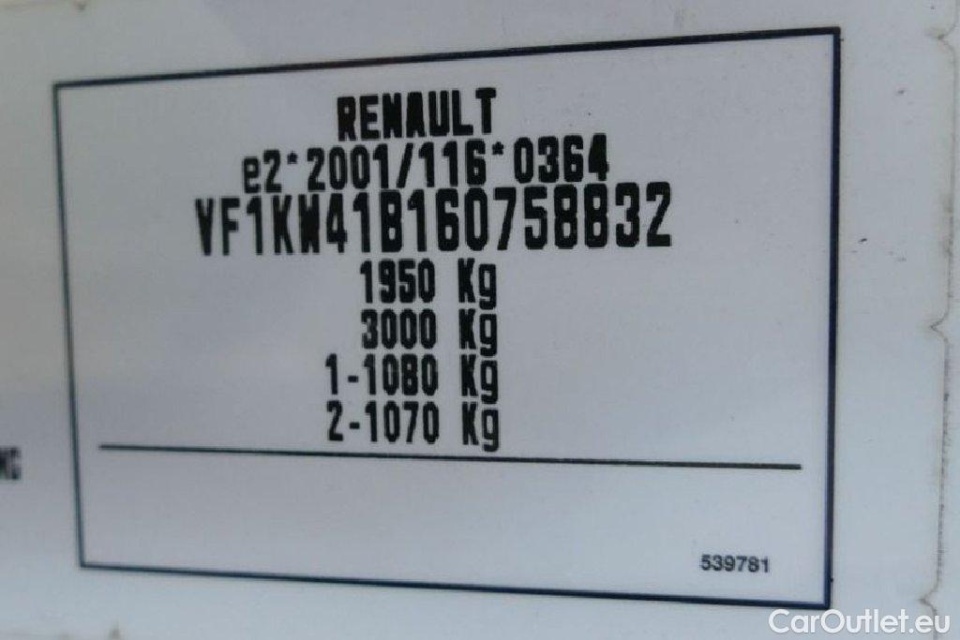 RENAULT
e2*2001/116*0364
VF1KW41B160758832
1950 Kg
3000 Kg
1-1080 Kg
2-1070 Kg
539781
CarOutlet.eu